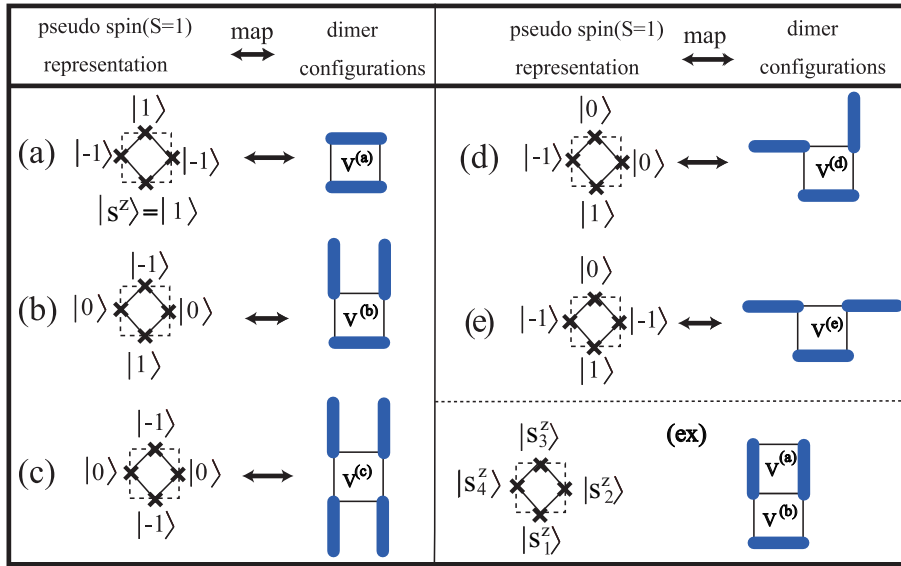 pseudo spin(S=1) map dimer
representation configurations
(a) |1⟩
|-1⟩ |-1⟩ V(a)
|s^z⟩=|1⟩
(b) |-1⟩
|0⟩ |0⟩ V(b)
|1⟩
(c) |-1⟩
|0⟩ |0⟩ V(c)
|-1⟩
pseudo spin(S=1) map dimer
representation configurations
(d) |0⟩
|-1⟩ |0⟩ V(d)
|1⟩
(e) |0⟩
|-1⟩ |-1⟩ V(e)
|1⟩
|s_3^z⟩ (ex)
|s_4^z⟩ |s_2^z⟩ V(a)
|s_1^z⟩ V(b)